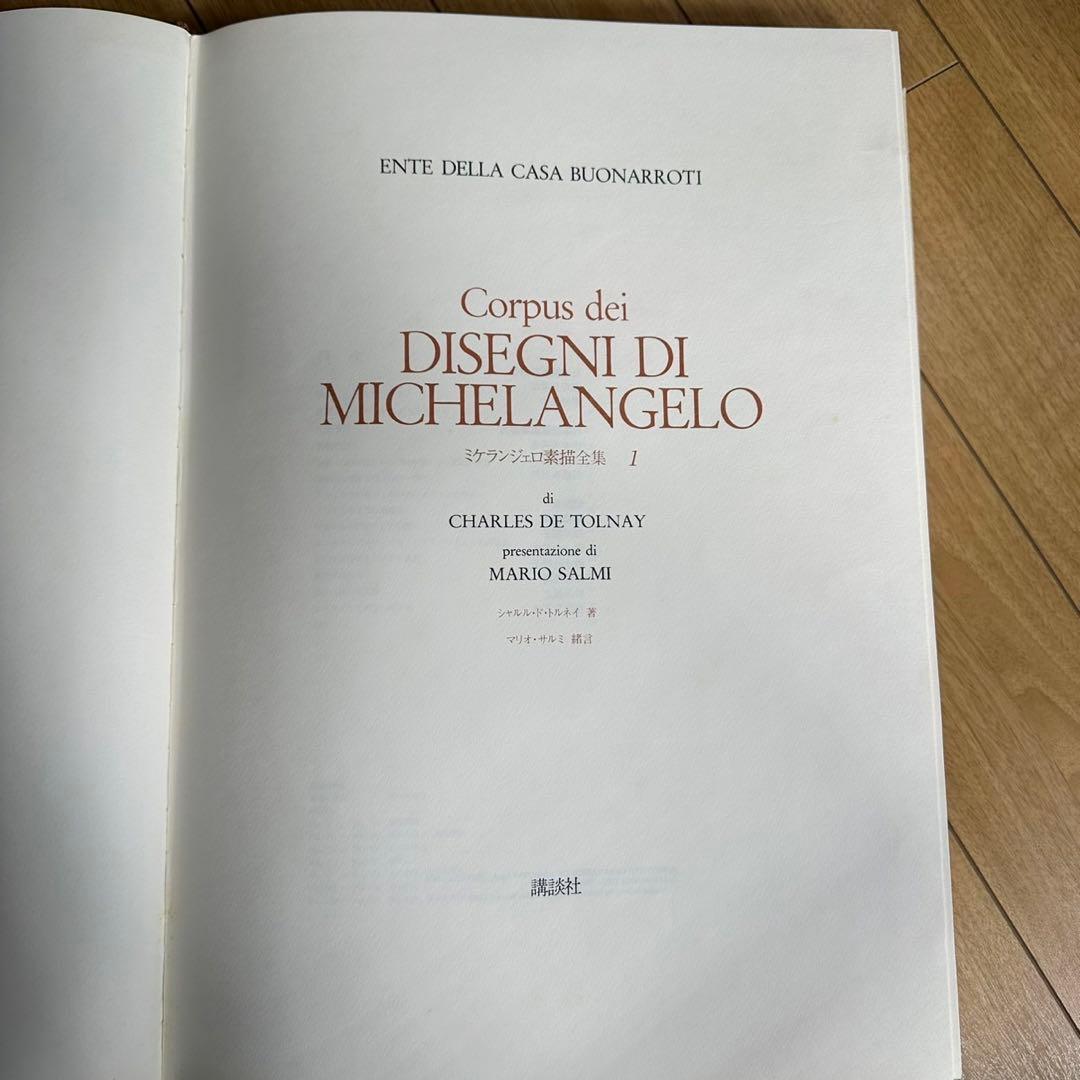 ENTE DELLA CASA BUONARROTI
Corpus dei
DISEGNI DI
MICHELANGELO
ミケランジェロ素描全集 1
di
CHARLES DE TOLNAY
presentazione di
MARIO SALMI
シャルル・ド・トルネイ 著
マリオ・サルミ 緒言
講談社